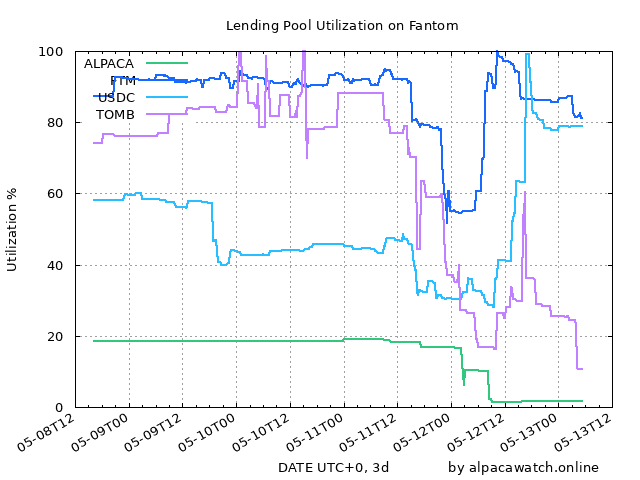 Lending Pool Utilization on Fantom
Utilization %
100
80
60
40
20
0
ALPACA
FTM
USDC
TOMB
05-08T12
05-09T00
05-09T12
05-10T00
05-10T12
05-11T00
05-11T12
05-12T00
05-12T12
05-13T00
05-13T12
DATE UTC+0, 3d
by alpacawatch.online